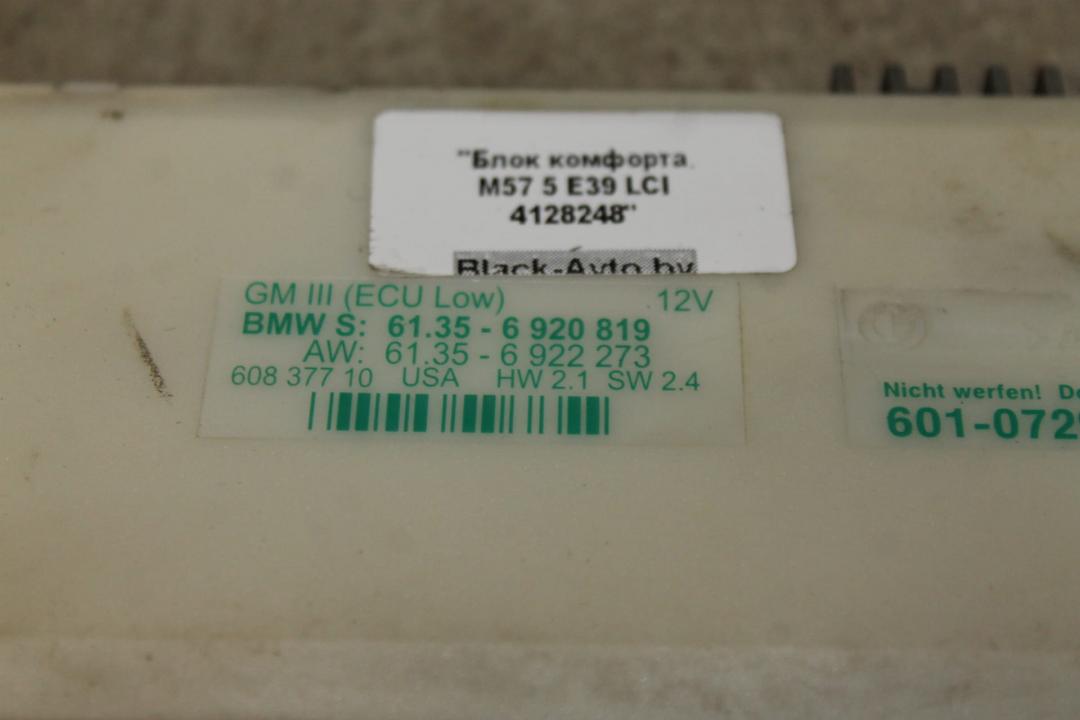 "Блок комфорта
M57 5 E39 LCI
4128248"
Black-Avto.by
GM III (ECU Low) 12V
BMW S: 61.35 - 6 920 819
AW: 61.35 - 6 922 273
608 377 10 USA HW 2.1 SW 2.4
Nicht werfen!
601-072